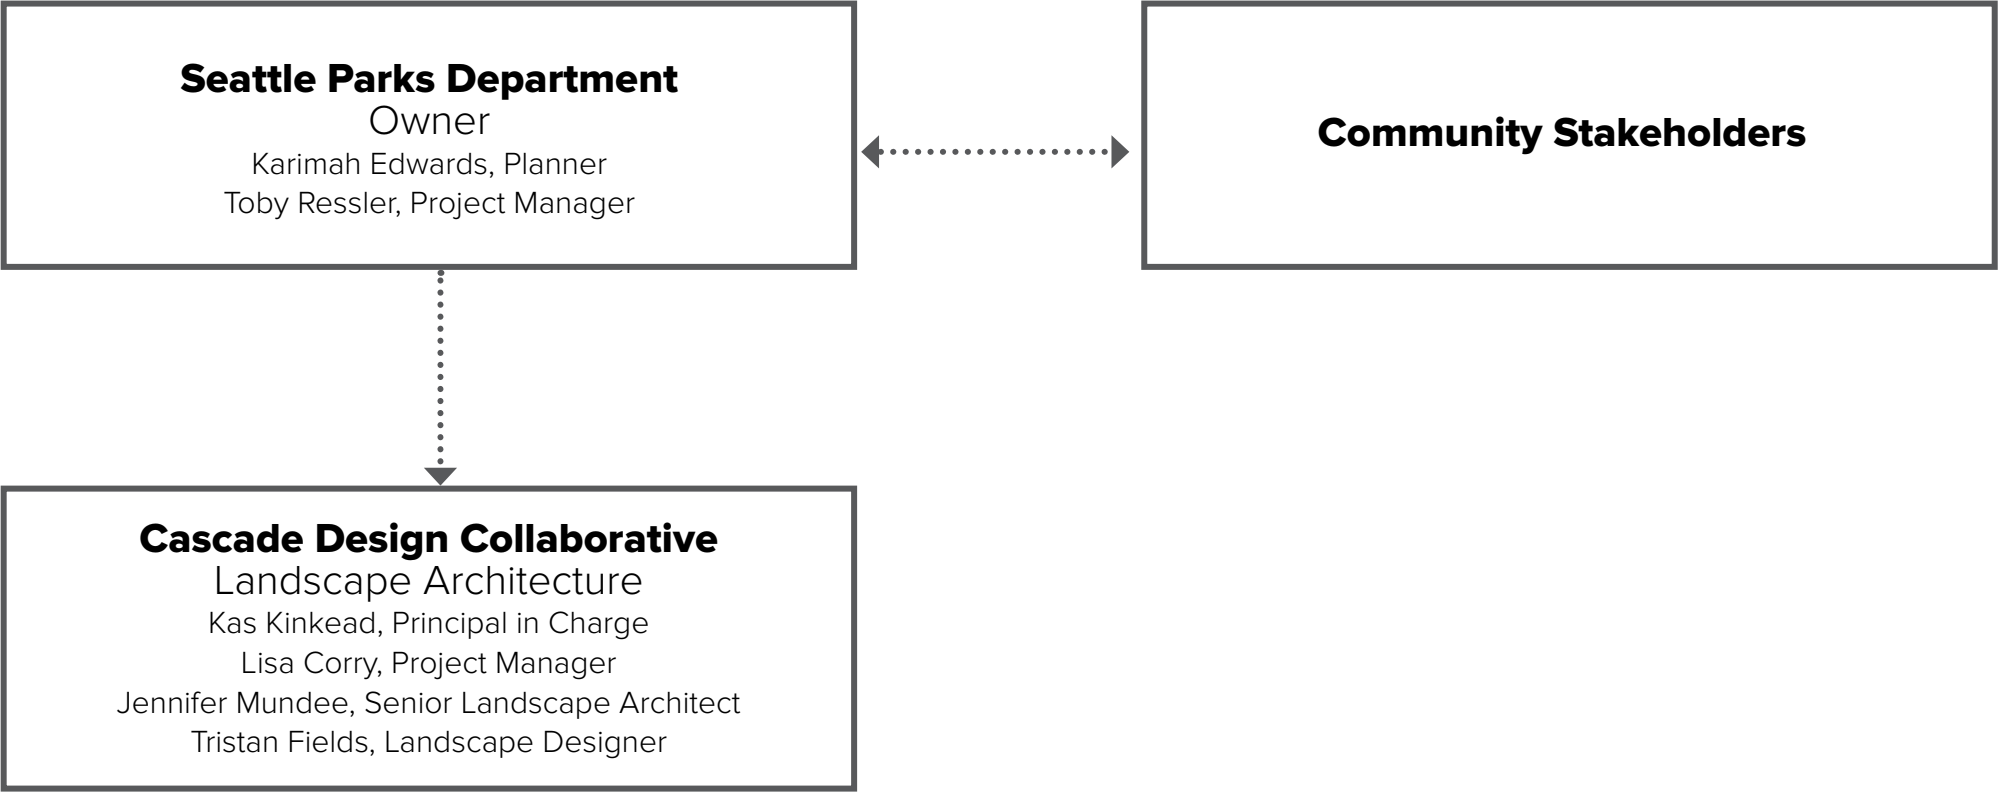 Seattle Parks Department
Owner
Karimah Edwards, Planner
Toby Ressler, Project Manager
Community Stakeholders
Cascade Design Collaborative
Landscape Architecture
Kas Kinkead, Principal in Charge
Lisa Corry, Project Manager
Jennifer Mundee, Senior Landscape Architect
Tristan Fields, Landscape Designer